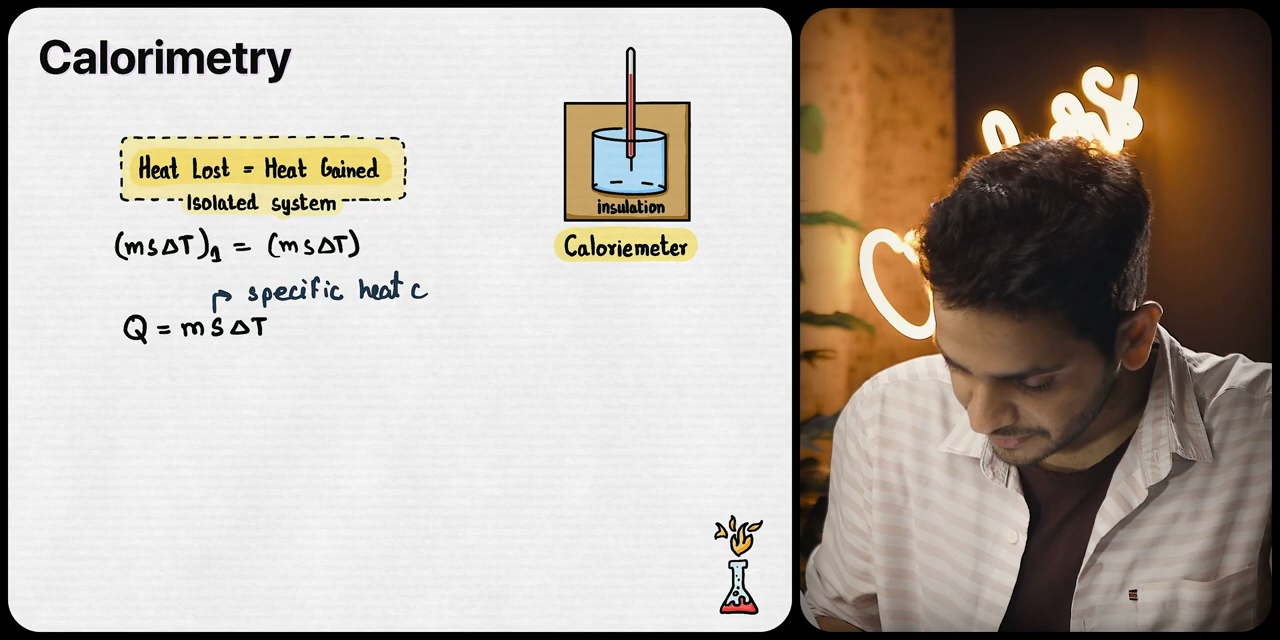 Calorimetry
Heat Lost = Heat Gained
Isolated system
(msΔT)₁ = (msΔT)
specific heat c
Q = msΔT
insulation
Caloriemeter